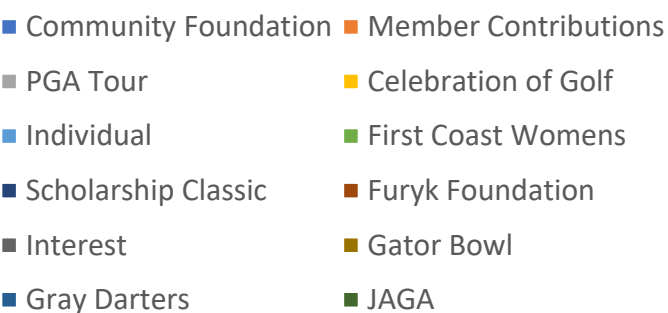 Community Foundation Member Contributions
PGA Tour Celebration of Golf
Individual First Coast Womens
Scholarship Classic Furyk Foundation
Interest Gator Bowl
Gray Darters JAGA